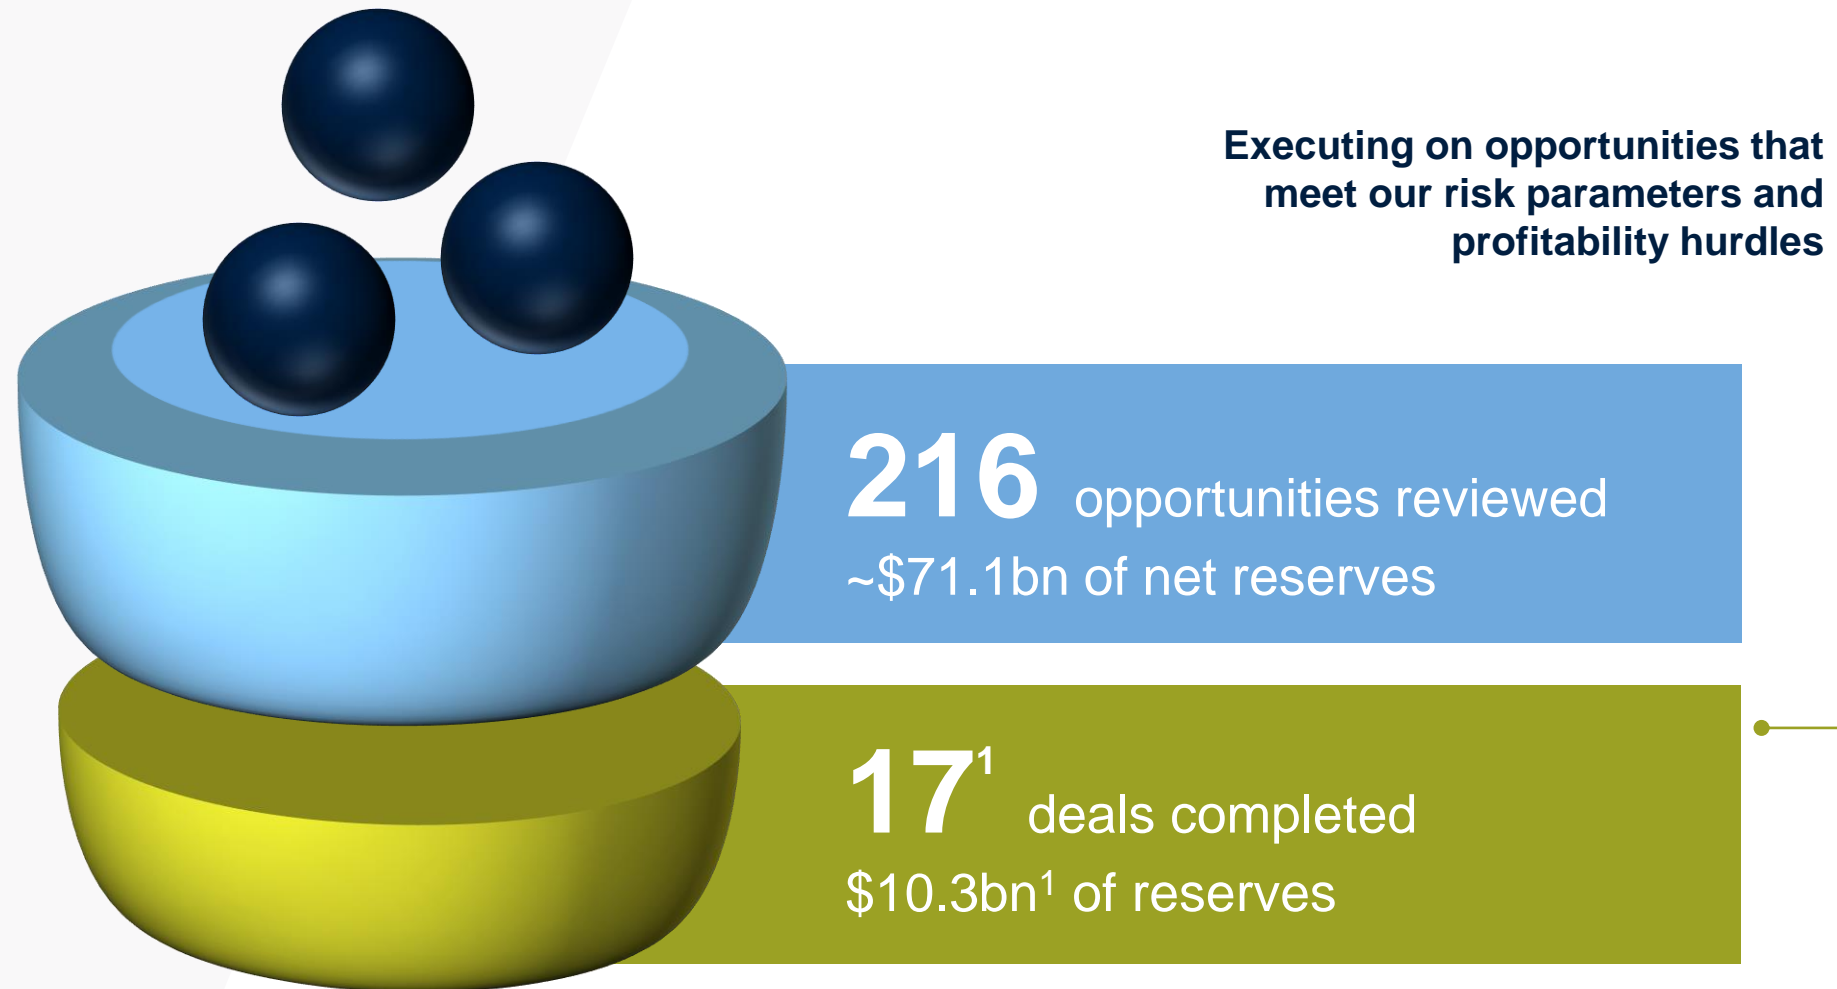 Executing on opportunities that
meet our risk parameters and
profitability hurdles
216 opportunities reviewed
~$71.1bn of net reserves
17¹ deals completed
$10.3bn¹ of reserves